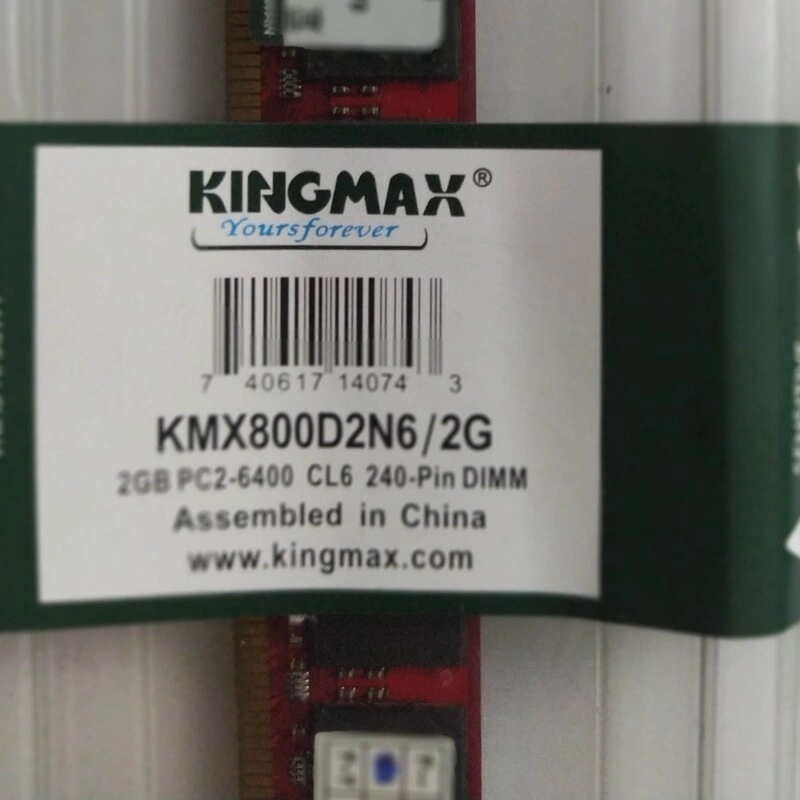 KINGMAX®
Yoursforever
7 40617 14074 3
KMX800D2N6/2G
2GB PC2-6400 CL6 240-Pin DIMM
Assembled in China
www.kingmax.com